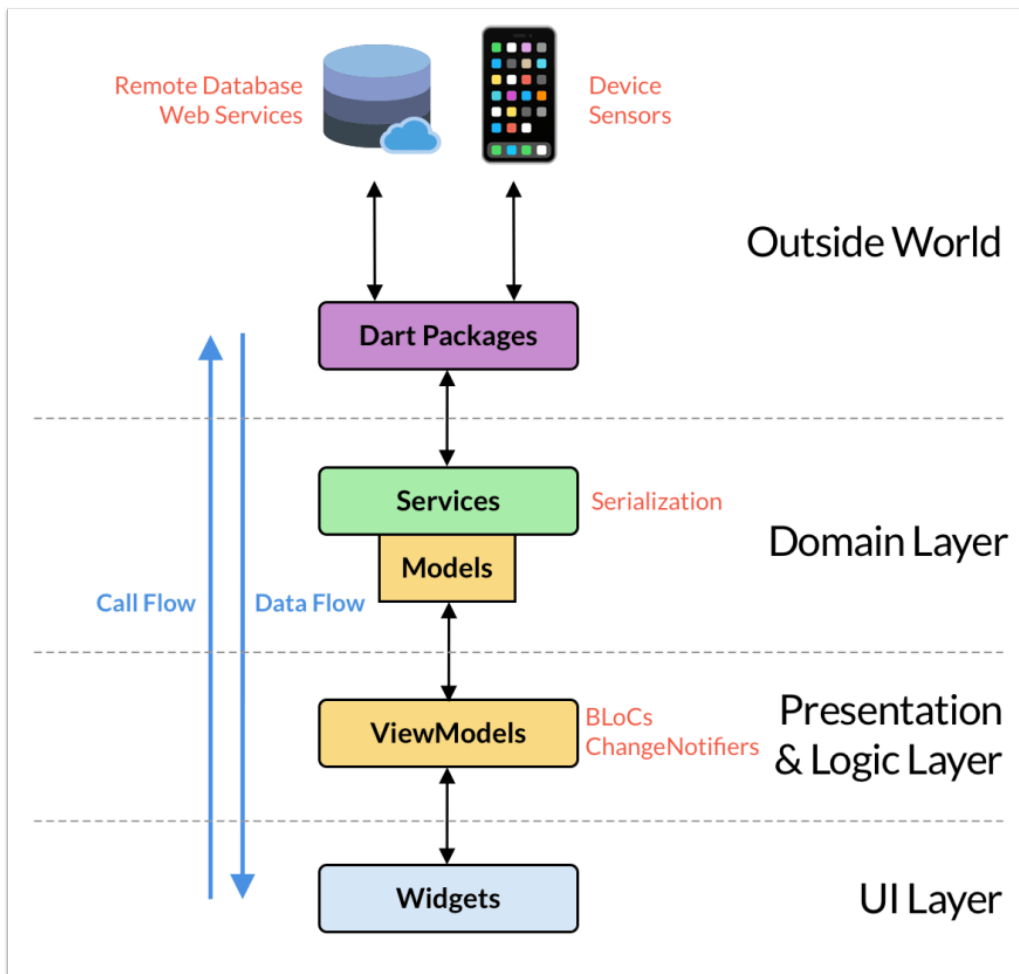 Remote Database
Web Services
Device
Sensors
Outside World
Dart Packages
Services
Serialization
Domain Layer
Models
Call Flow
Data Flow
Presentation
& Logic Layer
ViewModels
BLoCs
ChangeNotifiers
Widgets
UI Layer